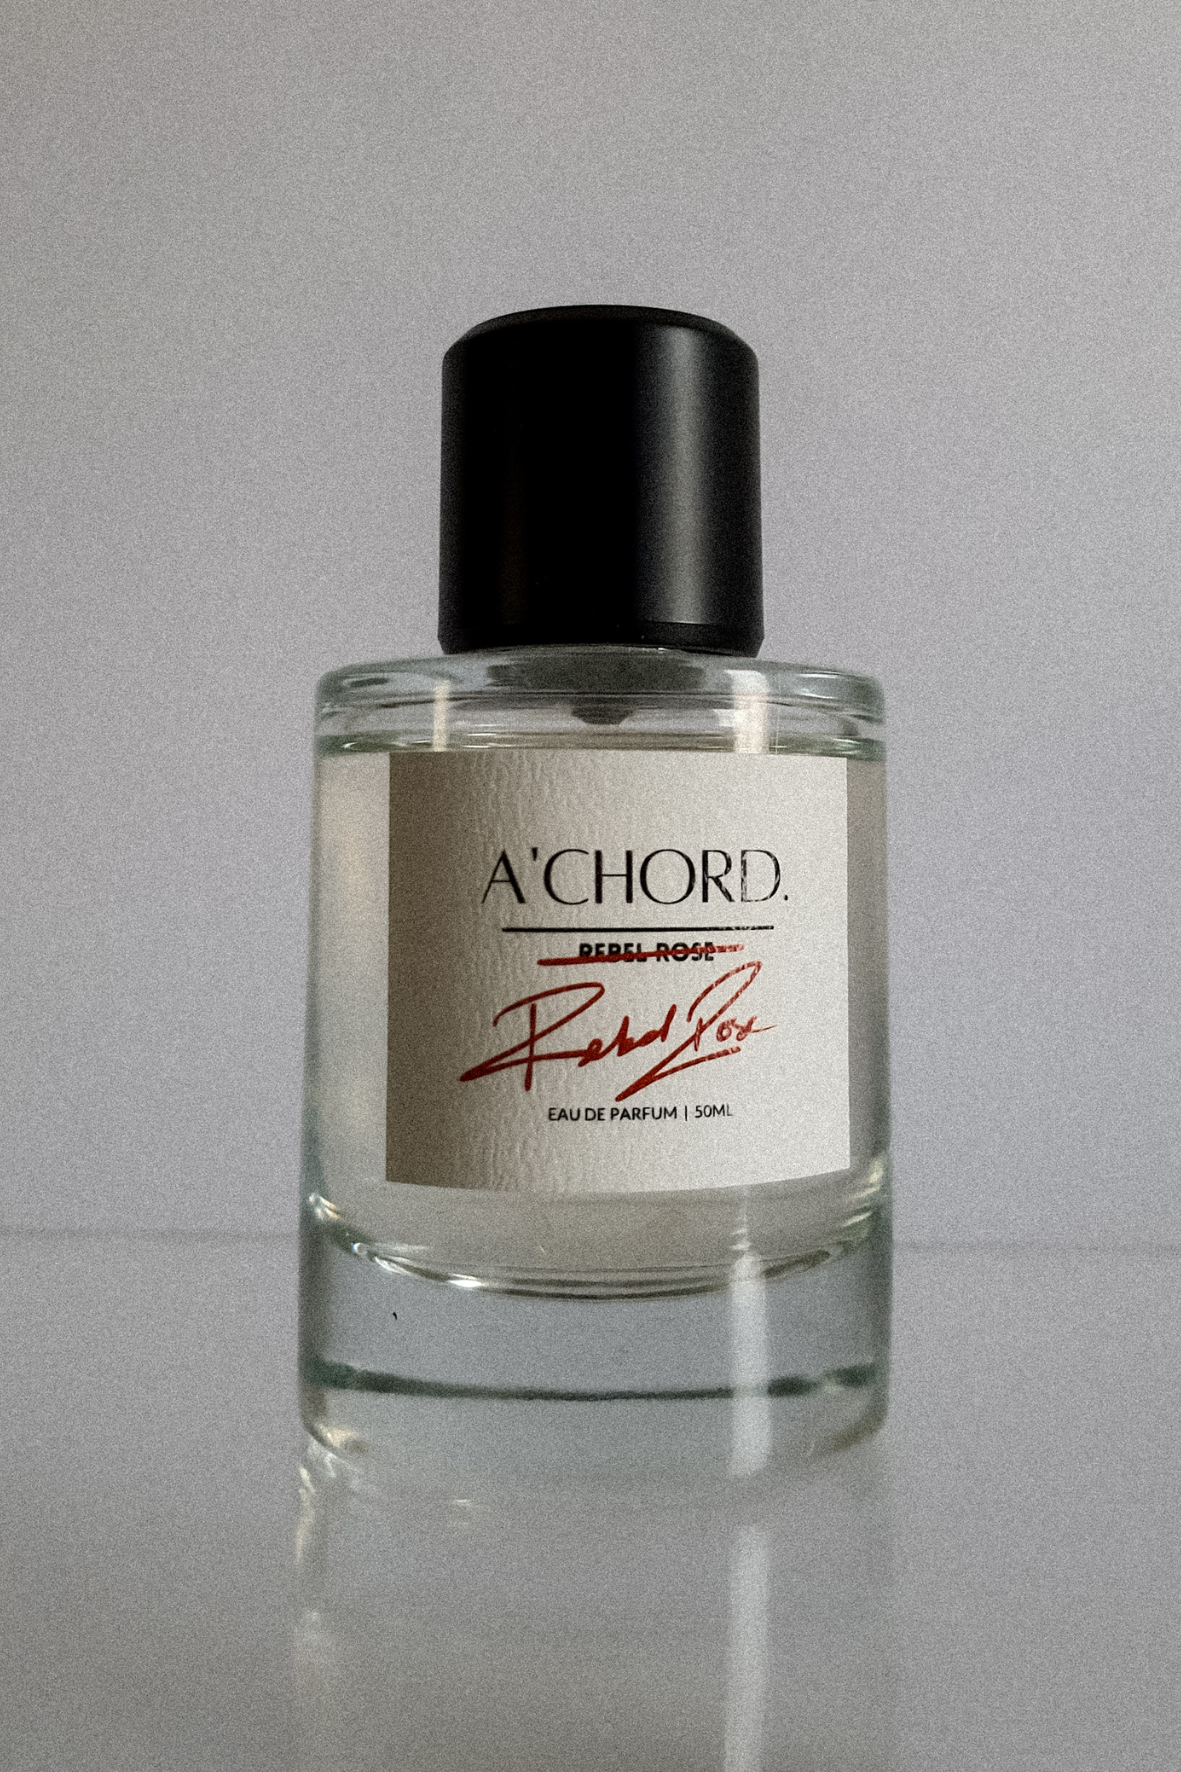 A'CHORD.
REBEL ROSE
Rebel Rose
EAU DE PARFUM | 50ML